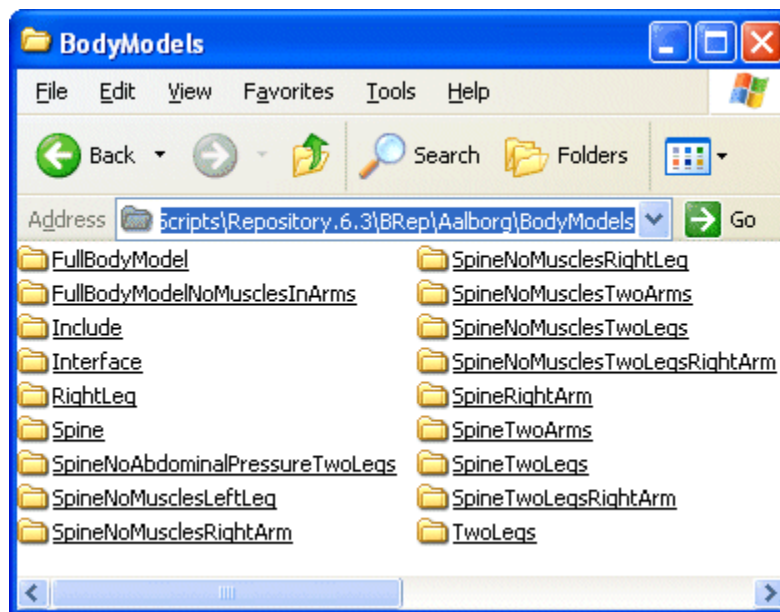 BodyModels
File Edit View Favorites Tools Help
Back Search Folders
Address Scripts\Repository.6.3\BRep\Aalborg\BodyModels Go
FullBodyModel
FullBodyModelNoMusclesInArms
Include
Interface
RightLeg
Spine
SpineNoAbdominalPressureTwoLegs
SpineNoMusclesLeftLeg
SpineNoMusclesRightArm
SpineNoMusclesRightLeg
SpineNoMusclesTwoArms
SpineNoMusclesTwoLegs
SpineNoMusclesTwoLegsRightArm
SpineRightArm
SpineTwoArms
SpineTwoLegs
SpineTwoLegsRightArm
TwoLegs